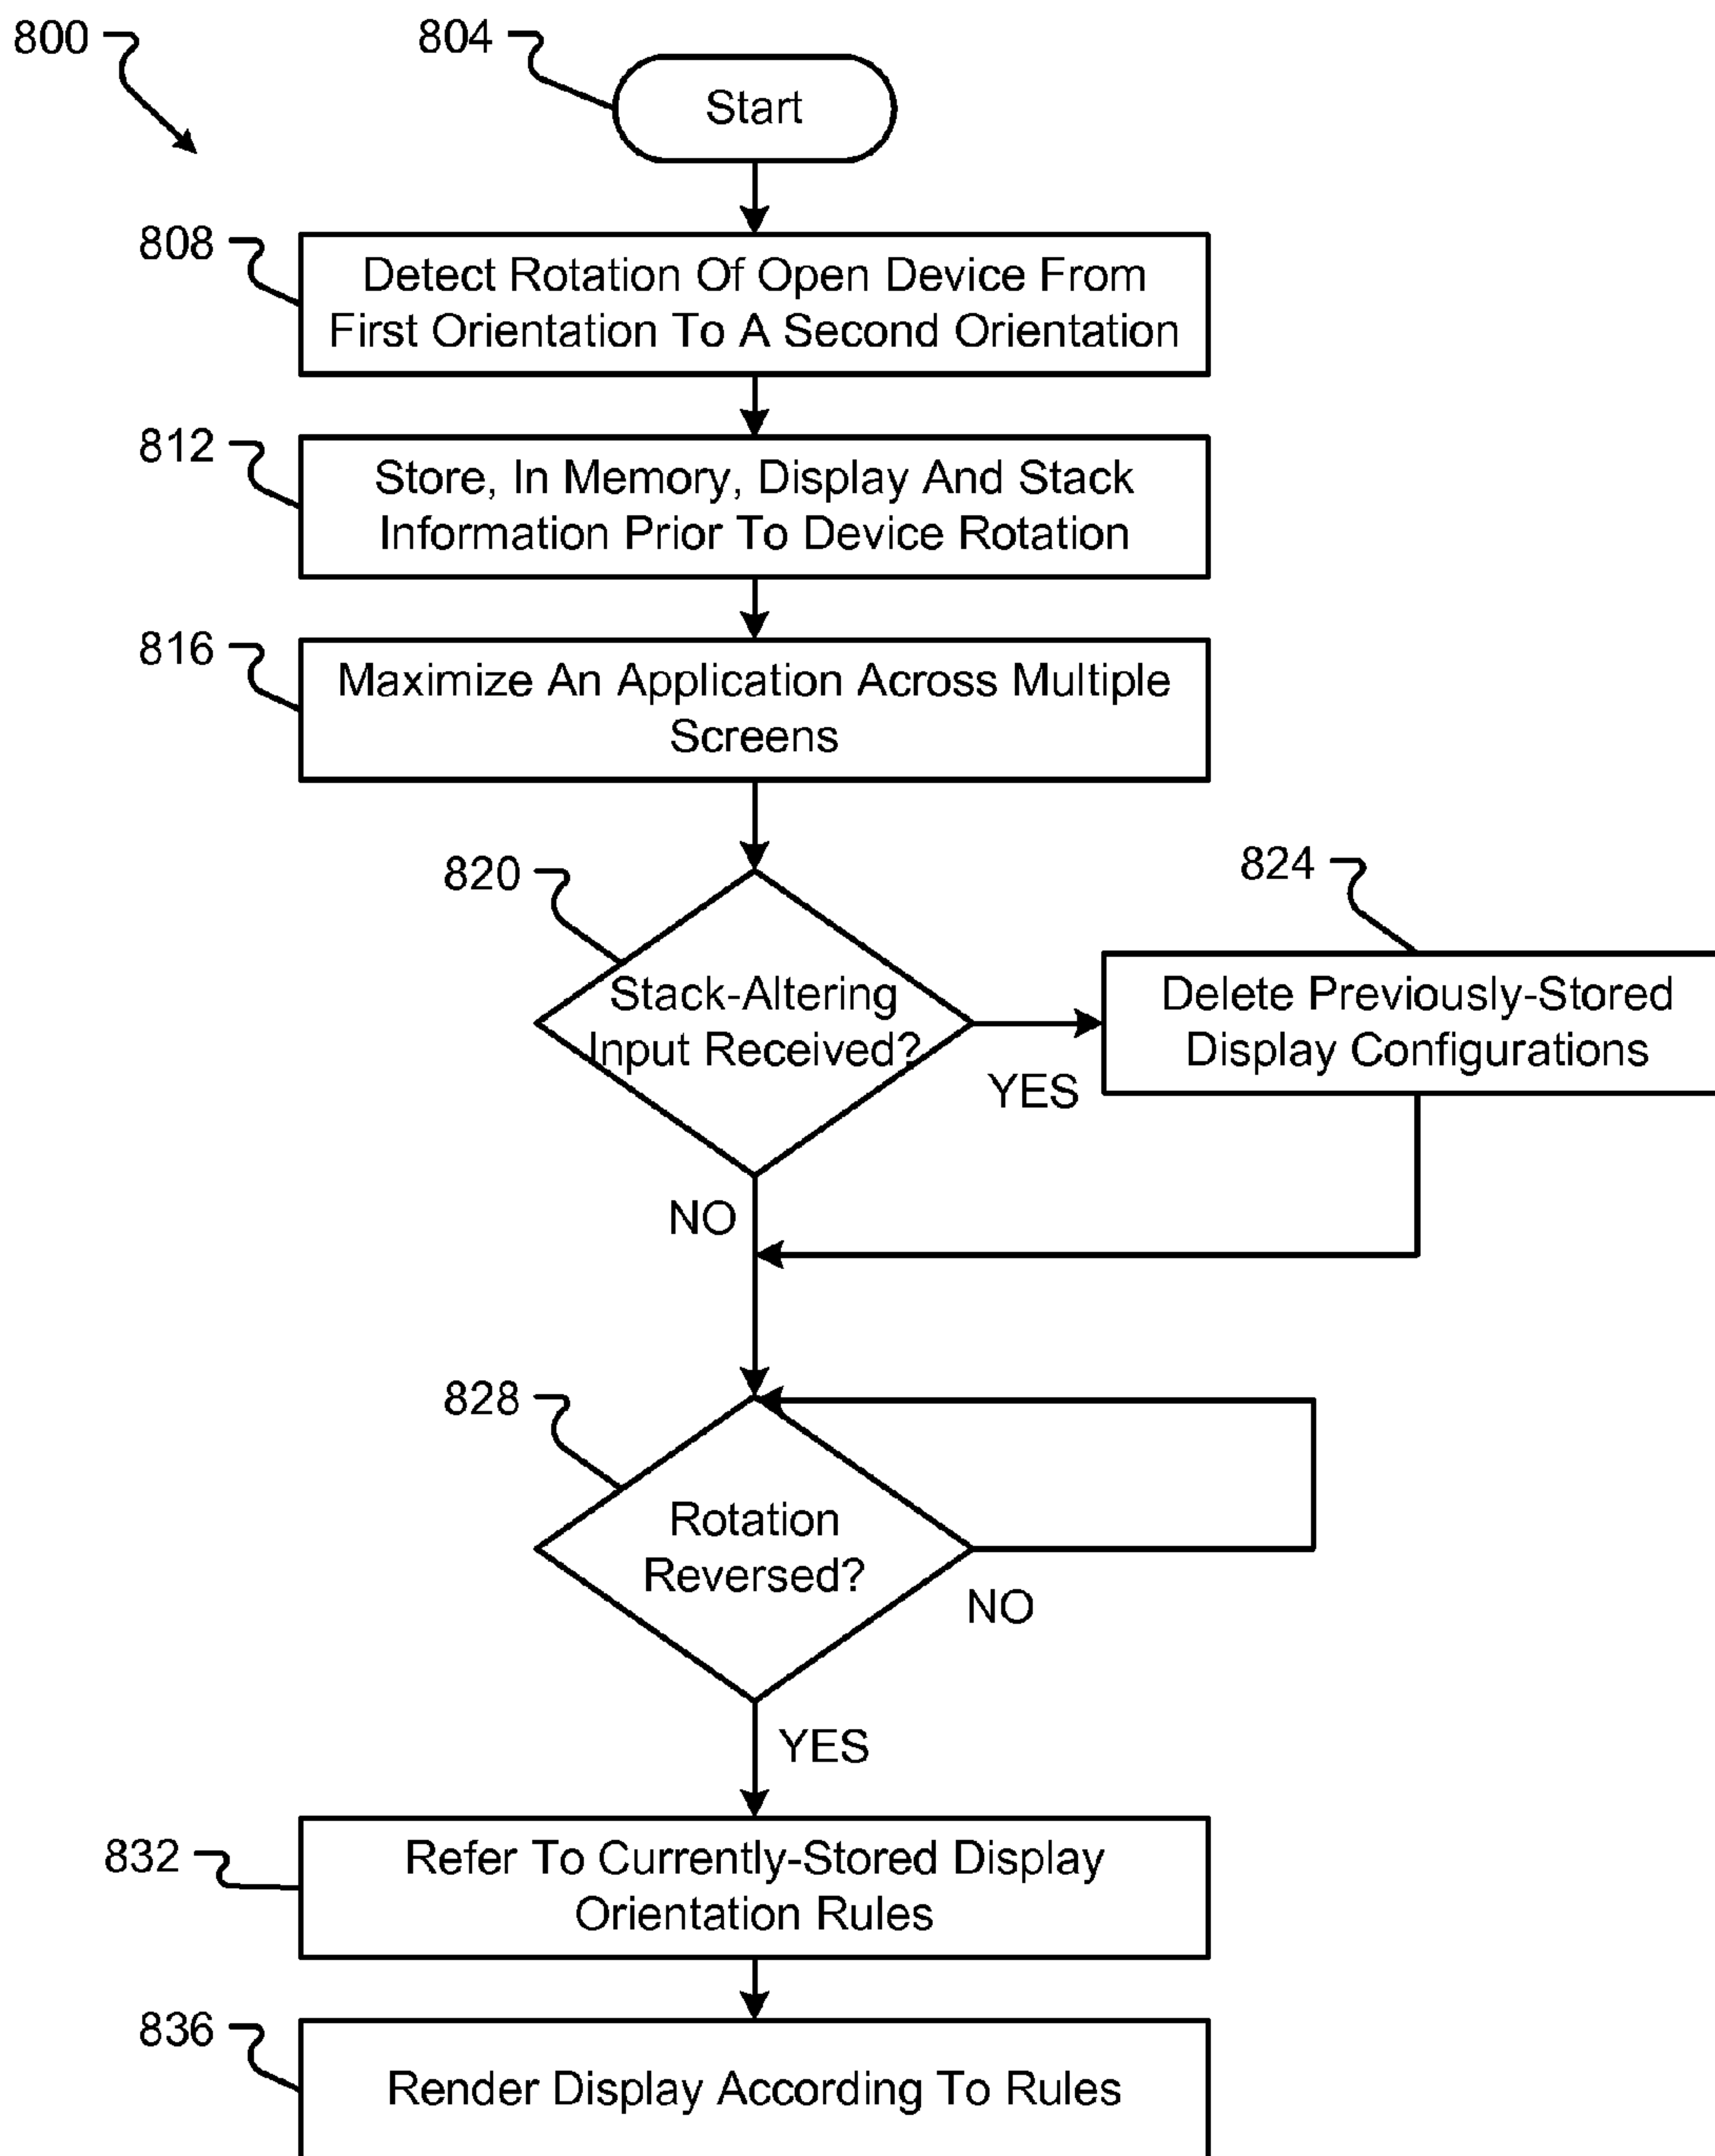 800
804
Start
808
Detect Rotation Of Open Device From
First Orientation To A Second Orientation
812
Store, In Memory, Display And Stack
Information Prior To Device Rotation
816
Maximize An Application Across Multiple
Screens
820
824
Stack-Altering
Input Received?
Delete Previously-Stored
Display Configurations
YES
NO
828
Rotation
Reversed?
NO
YES
832
Refer To Currently-Stored Display
Orientation Rules
836
Render Display According To Rules